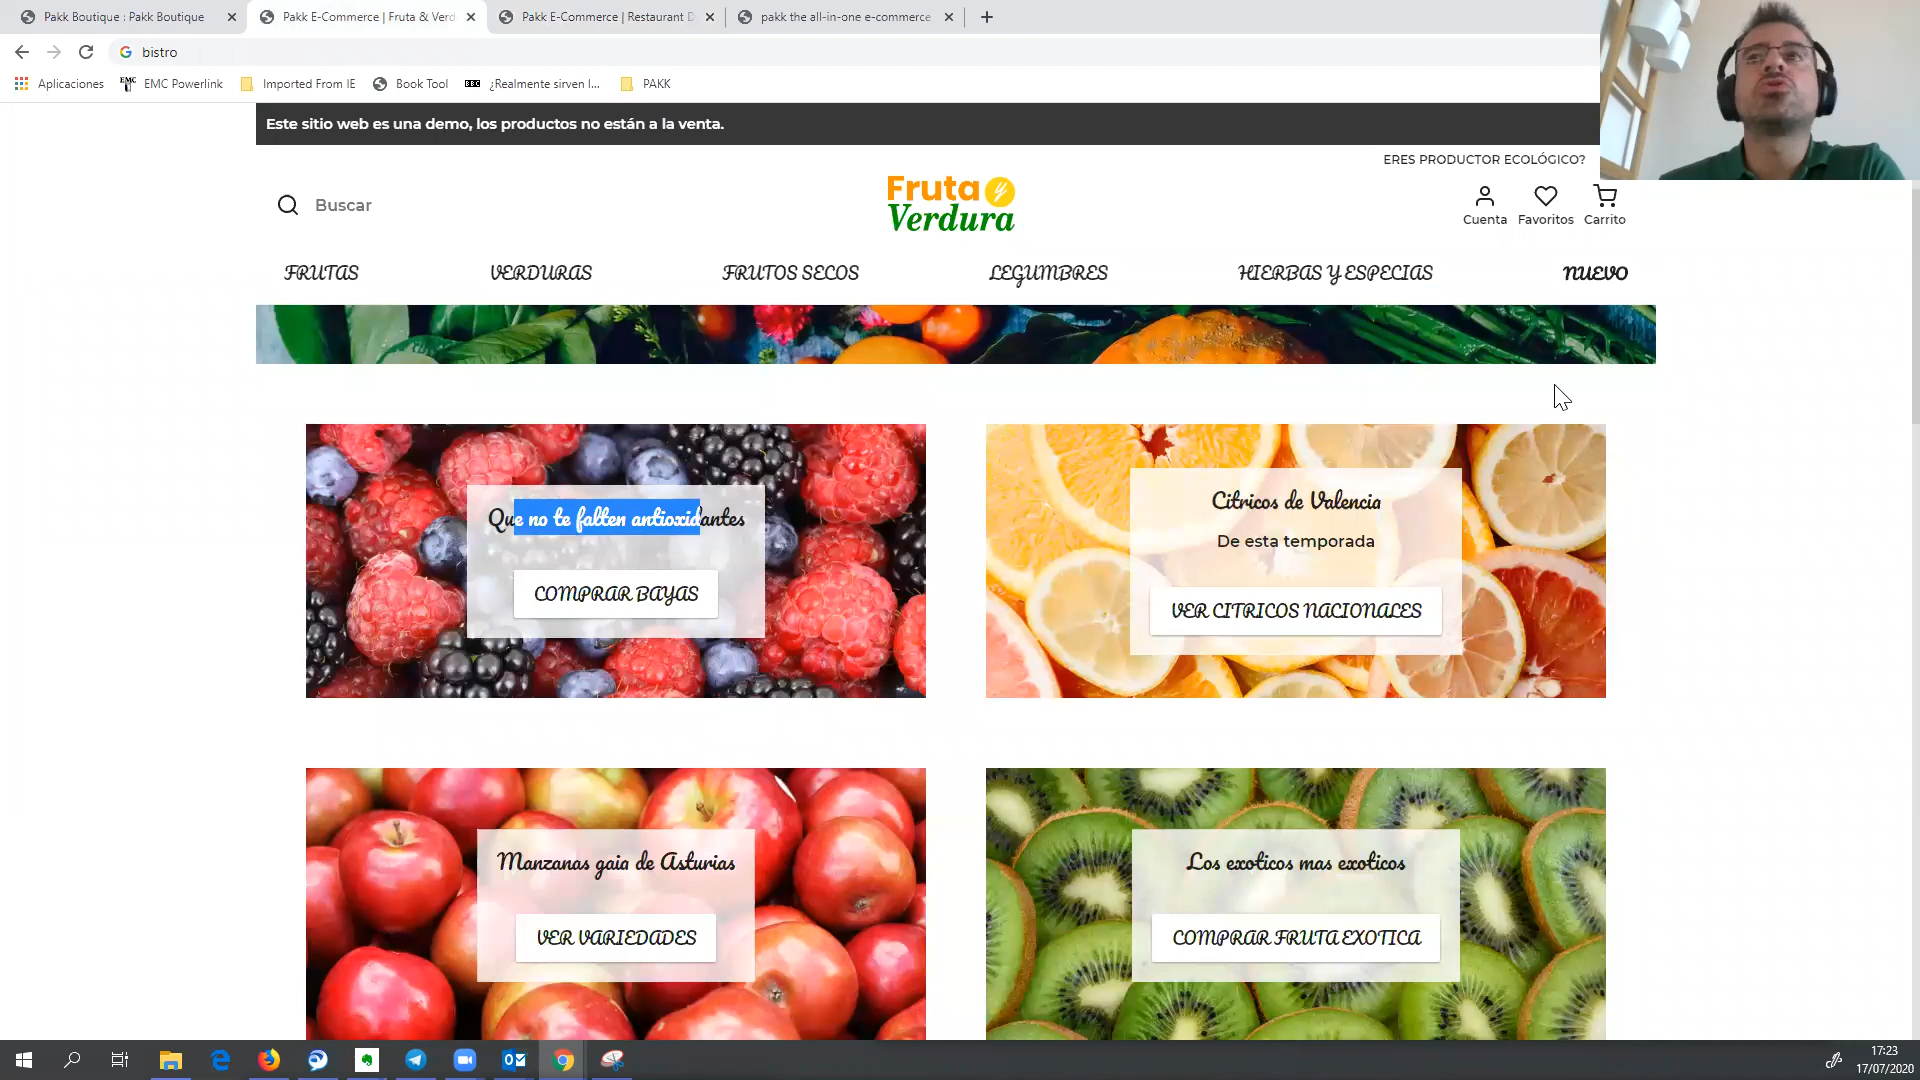 Pakk Boutique : Pakk Boutique
Pakk E-Commerce | Fruta & Verd
Pakk E-Commerce | Restaurant D
pakk the all-in-one e-commerce
bistro
Aplicaciones
EMC Powerlink
Imported From IE
Book Tool
BBC
¿Realmente sirven l...
PAKK
Este sitio web es una demo, los productos no están a la venta.
ERES PRODUCTOR ECOLÓGICO?
Buscar
Fruta y
Verdura
Cuenta
Favoritos
Carrito
FRUTAS
VERDURAS
FRUTOS SECOS
LEGUMBRES
HIERBAS Y ESPECIAS
NUEVO
Que no te falten antioxidantes
COMPRAR BAYAS
Citricos de Valencia
De esta temporada
VER CITRICOS NACIONALES
Manzanas gaia de Asturias
VER VARIEDADES
Los exoticos mas exoticos
COMPRAR FRUTA EXOTICA
17:23
17/07/2020